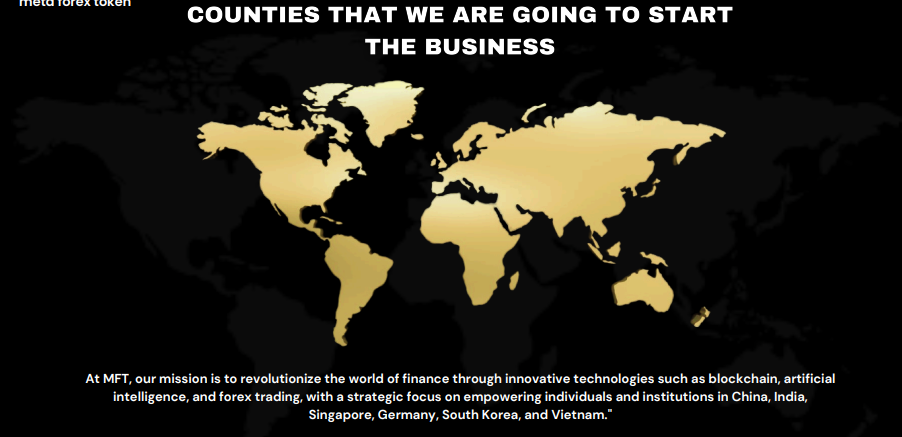 meta forex token
COUNTIES THAT WE ARE GOING TO START
THE BUSINESS
At MFT, our mission is to revolutionize the world of finance through innovative technologies such as blockchain, artificial
intelligence, and forex trading, with a strategic focus on empowering individuals and institutions in China, India,
Singapore, Germany, South Korea, and Vietnam."